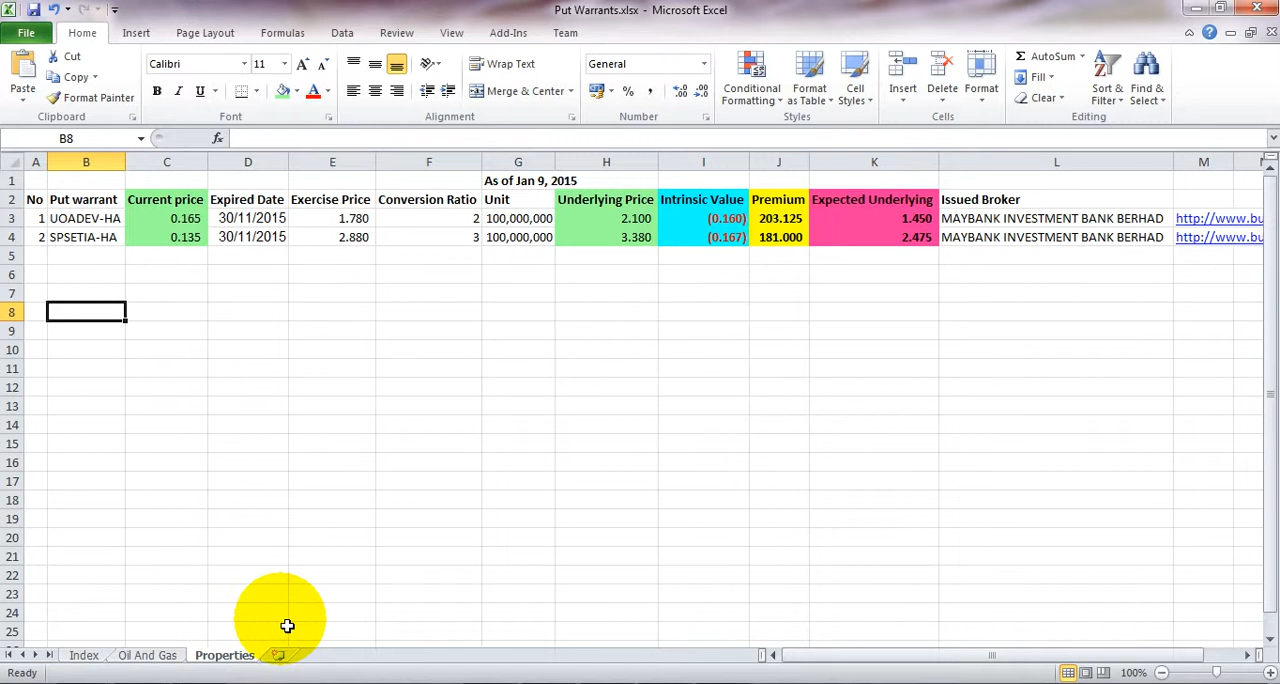 Put Warrants.xlsx - Microsoft Excel
File Home Insert Page Layout Formulas Data Review View Add-Ins Team
Cut
Copy
Format Painter
Paste
Clipboard
Calibri 11
B I U
Font
Wrap Text
Merge & Center
Alignment
General
Number
Conditional Formatting
Format as Table
Cell Styles
Styles
Insert Delete Format
Cells
AutoSum
Fill
Clear
Sort & Filter
Find & Select
Editing
B8 fx
A B C D E F G H I J K L M
1 As of Jan 9, 2015
2 No Put warrant Current price Expired Date Exercise Price Conversion Ratio Unit Underlying Price Intrinsic Value Premium Expected Underlying Issued Broker
3 1 UOADEV-HA 0.165 30/11/2015 1.780 2 100,000,000 2.100 (0.160) 203.125 1.450 MAYBANK INVESTMENT BANK BERHAD http://www.bu
4 2 SPSETIA-HA 0.135 30/11/2015 2.880 3 100,000,000 3.380 (0.167) 181.000 2.475 MAYBANK INVESTMENT BANK BERHAD http://www.bu
5
6
7
8
9
10
11
12
13
14
15
16
17
18
19
20
21
22
23
24
25
Index Oil And Gas Properties
Ready 100%